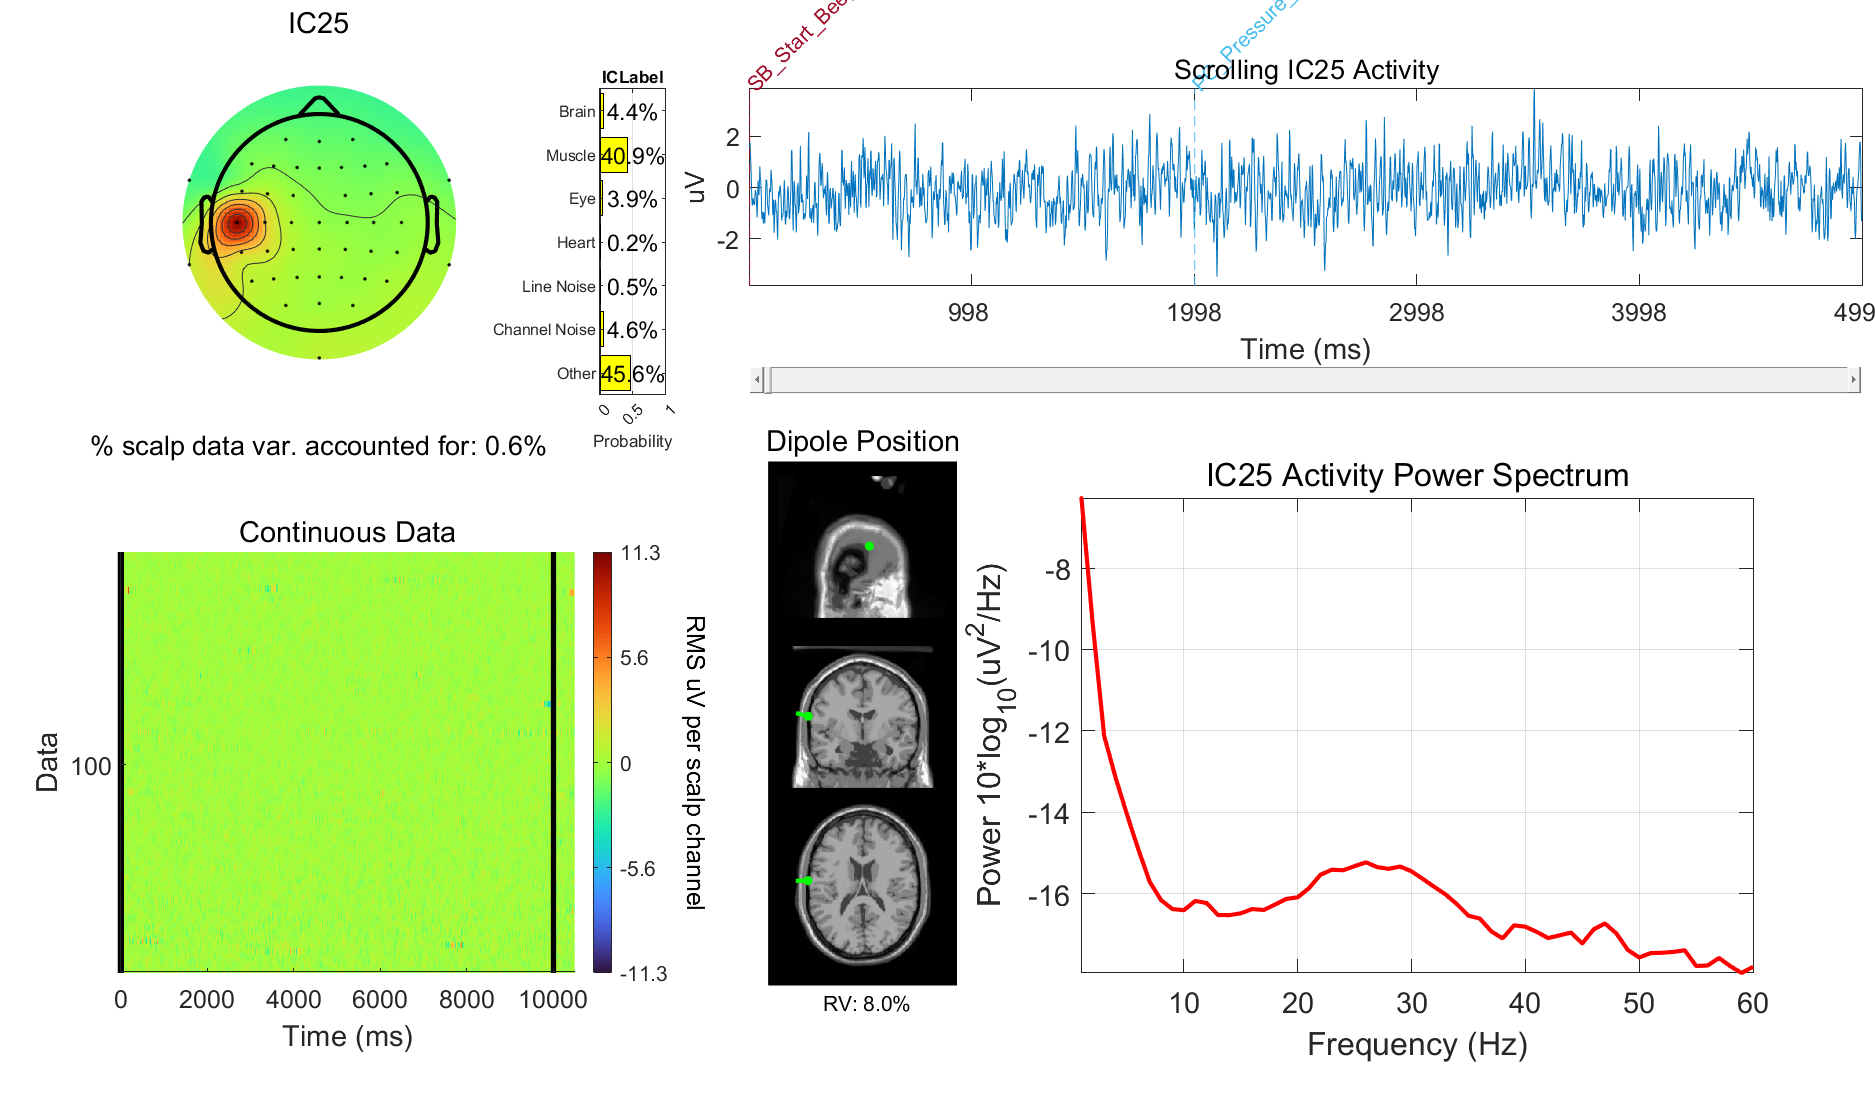 IC25
ICLabel
Brain 4.4%
Muscle 40.9%
Eye 3.9%
Heart 0.2%
Line Noise 0.5%
Channel Noise 4.6%
Other 45.6%
0 0.5 1
Probability
% scalp data var. accounted for: 0.6%
SB_Start_Bee
Pressure_
Scrolling IC25 Activity
uV
2
0
-2
998 1998 2998 3998 499
Time (ms)
Continuous Data
Data
100
0 2000 4000 6000 8000 10000
Time (ms)
11.3
5.6
0
-5.6
-11.3
RMS uV per scalp channel
Dipole Position
RV: 8.0%
IC25 Activity Power Spectrum
Power 10*log10(uV2/Hz)
-8
-10
-12
-14
-16
10 20 30 40 50 60
Frequency (Hz)